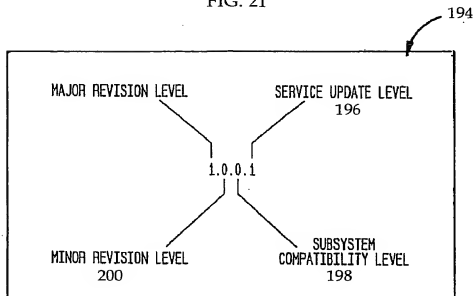 FIG. 21
194
MAJOR REVISION LEVEL
SERVICE UPDATE LEVEL
196
1.0.0.1
MINOR REVISION LEVEL
200
SUBSYSTEM
COMPATIBILITY LEVEL
198